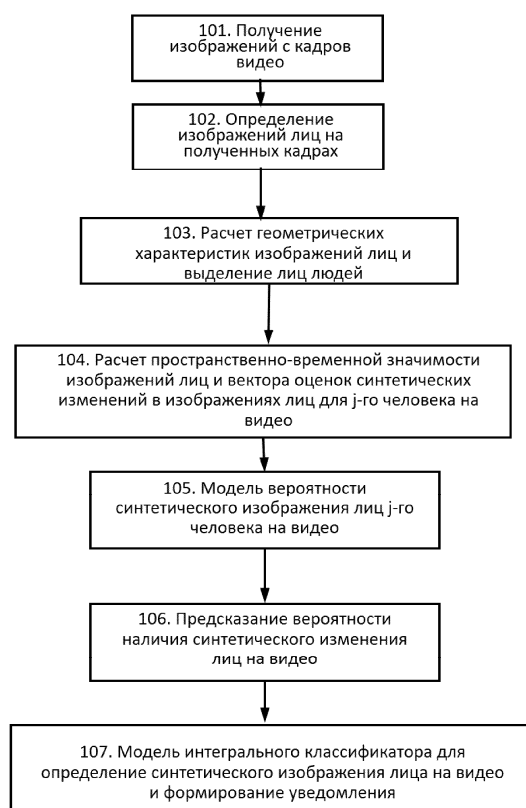 101. Получение
изображений с кадров
видео
102. Определение
изображений лиц на
полученных кадрах
103. Расчет геометрических
характеристик изображений лиц и
выделение лиц людей
104. Расчет пространственно-временной значимости
изображений лиц и вектора оценок синтетических
изменений в изображениях лиц для j-го человека на
видео
105. Модель вероятности
синтетического изображения лиц j-го
человека на видео
106. Предсказание вероятности
наличия синтетического изменения
лиц на видео
107. Модель интегрального классификатора для
определение синтетического изображения лица на видео
и формирование уведомления